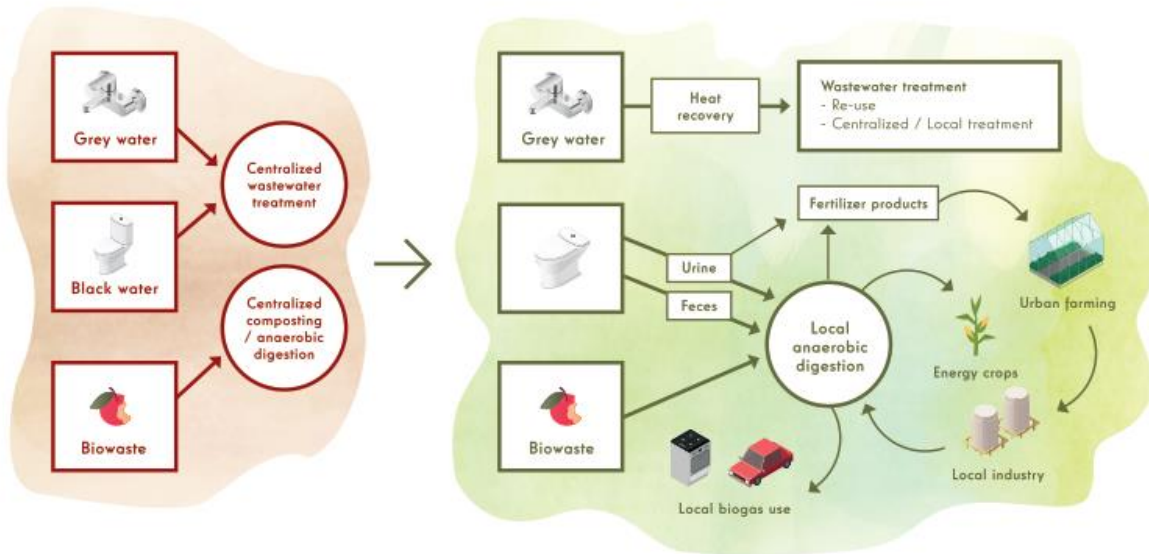 Grey water
Centralized
wastewater
treatment
Black water
Centralized
composting
/ anaerobic
digestion
Biowaste
Grey water
Heat
recovery
Wastewater treatment
- Re-use
- Centralized / Local treatment
Fertilizer products
Urine
Feces
Urban farming
Local
anaerobic
digestion
Energy crops
Biowaste
Local industry
Local biogas use